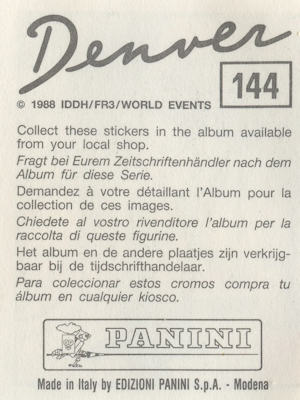 Denver
144
© 1988 IDDH/FR3/WORLD EVENTS
Collect these stickers in the album available
from your local shop.
Fragt bei Eurem Zeitschriftenhändler nach dem
Album für diese Serie.
Demandez à votre détaillant l'Album pour la
collection de ces images.
Chiedete al vostro rivenditore l'album per la
raccolta di queste figurine.
Het album en de andere plaatjes zijn verkrijg-
baar bij de tijdschrifthandelaar.
Para coleccionar estos cromos compra tu
álbum en cualquier kiosco.
PANINI
Made in Italy by EDIZIONI PANINI S.p.A. - Modena